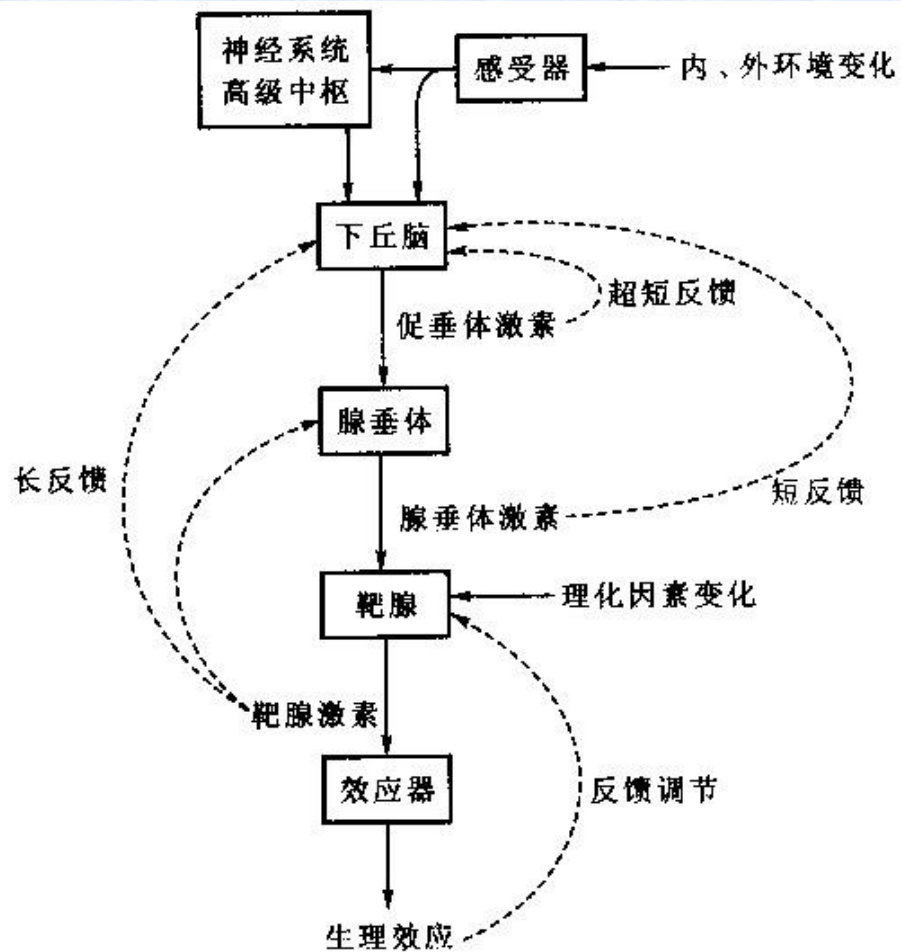 神经系统
高级中枢
感受器
内、外环境变化
下丘脑
超短反馈
促垂体激素
腺垂体
长反馈
短反馈
腺垂体激素
靶腺
理化因素变化
靶腺激素
效应器
反馈调节
生理效应